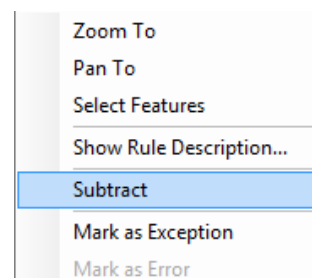 Zoom To
Pan To
Select Features
Show Rule Description...
Subtract
Mark as Exception
Mark as Error